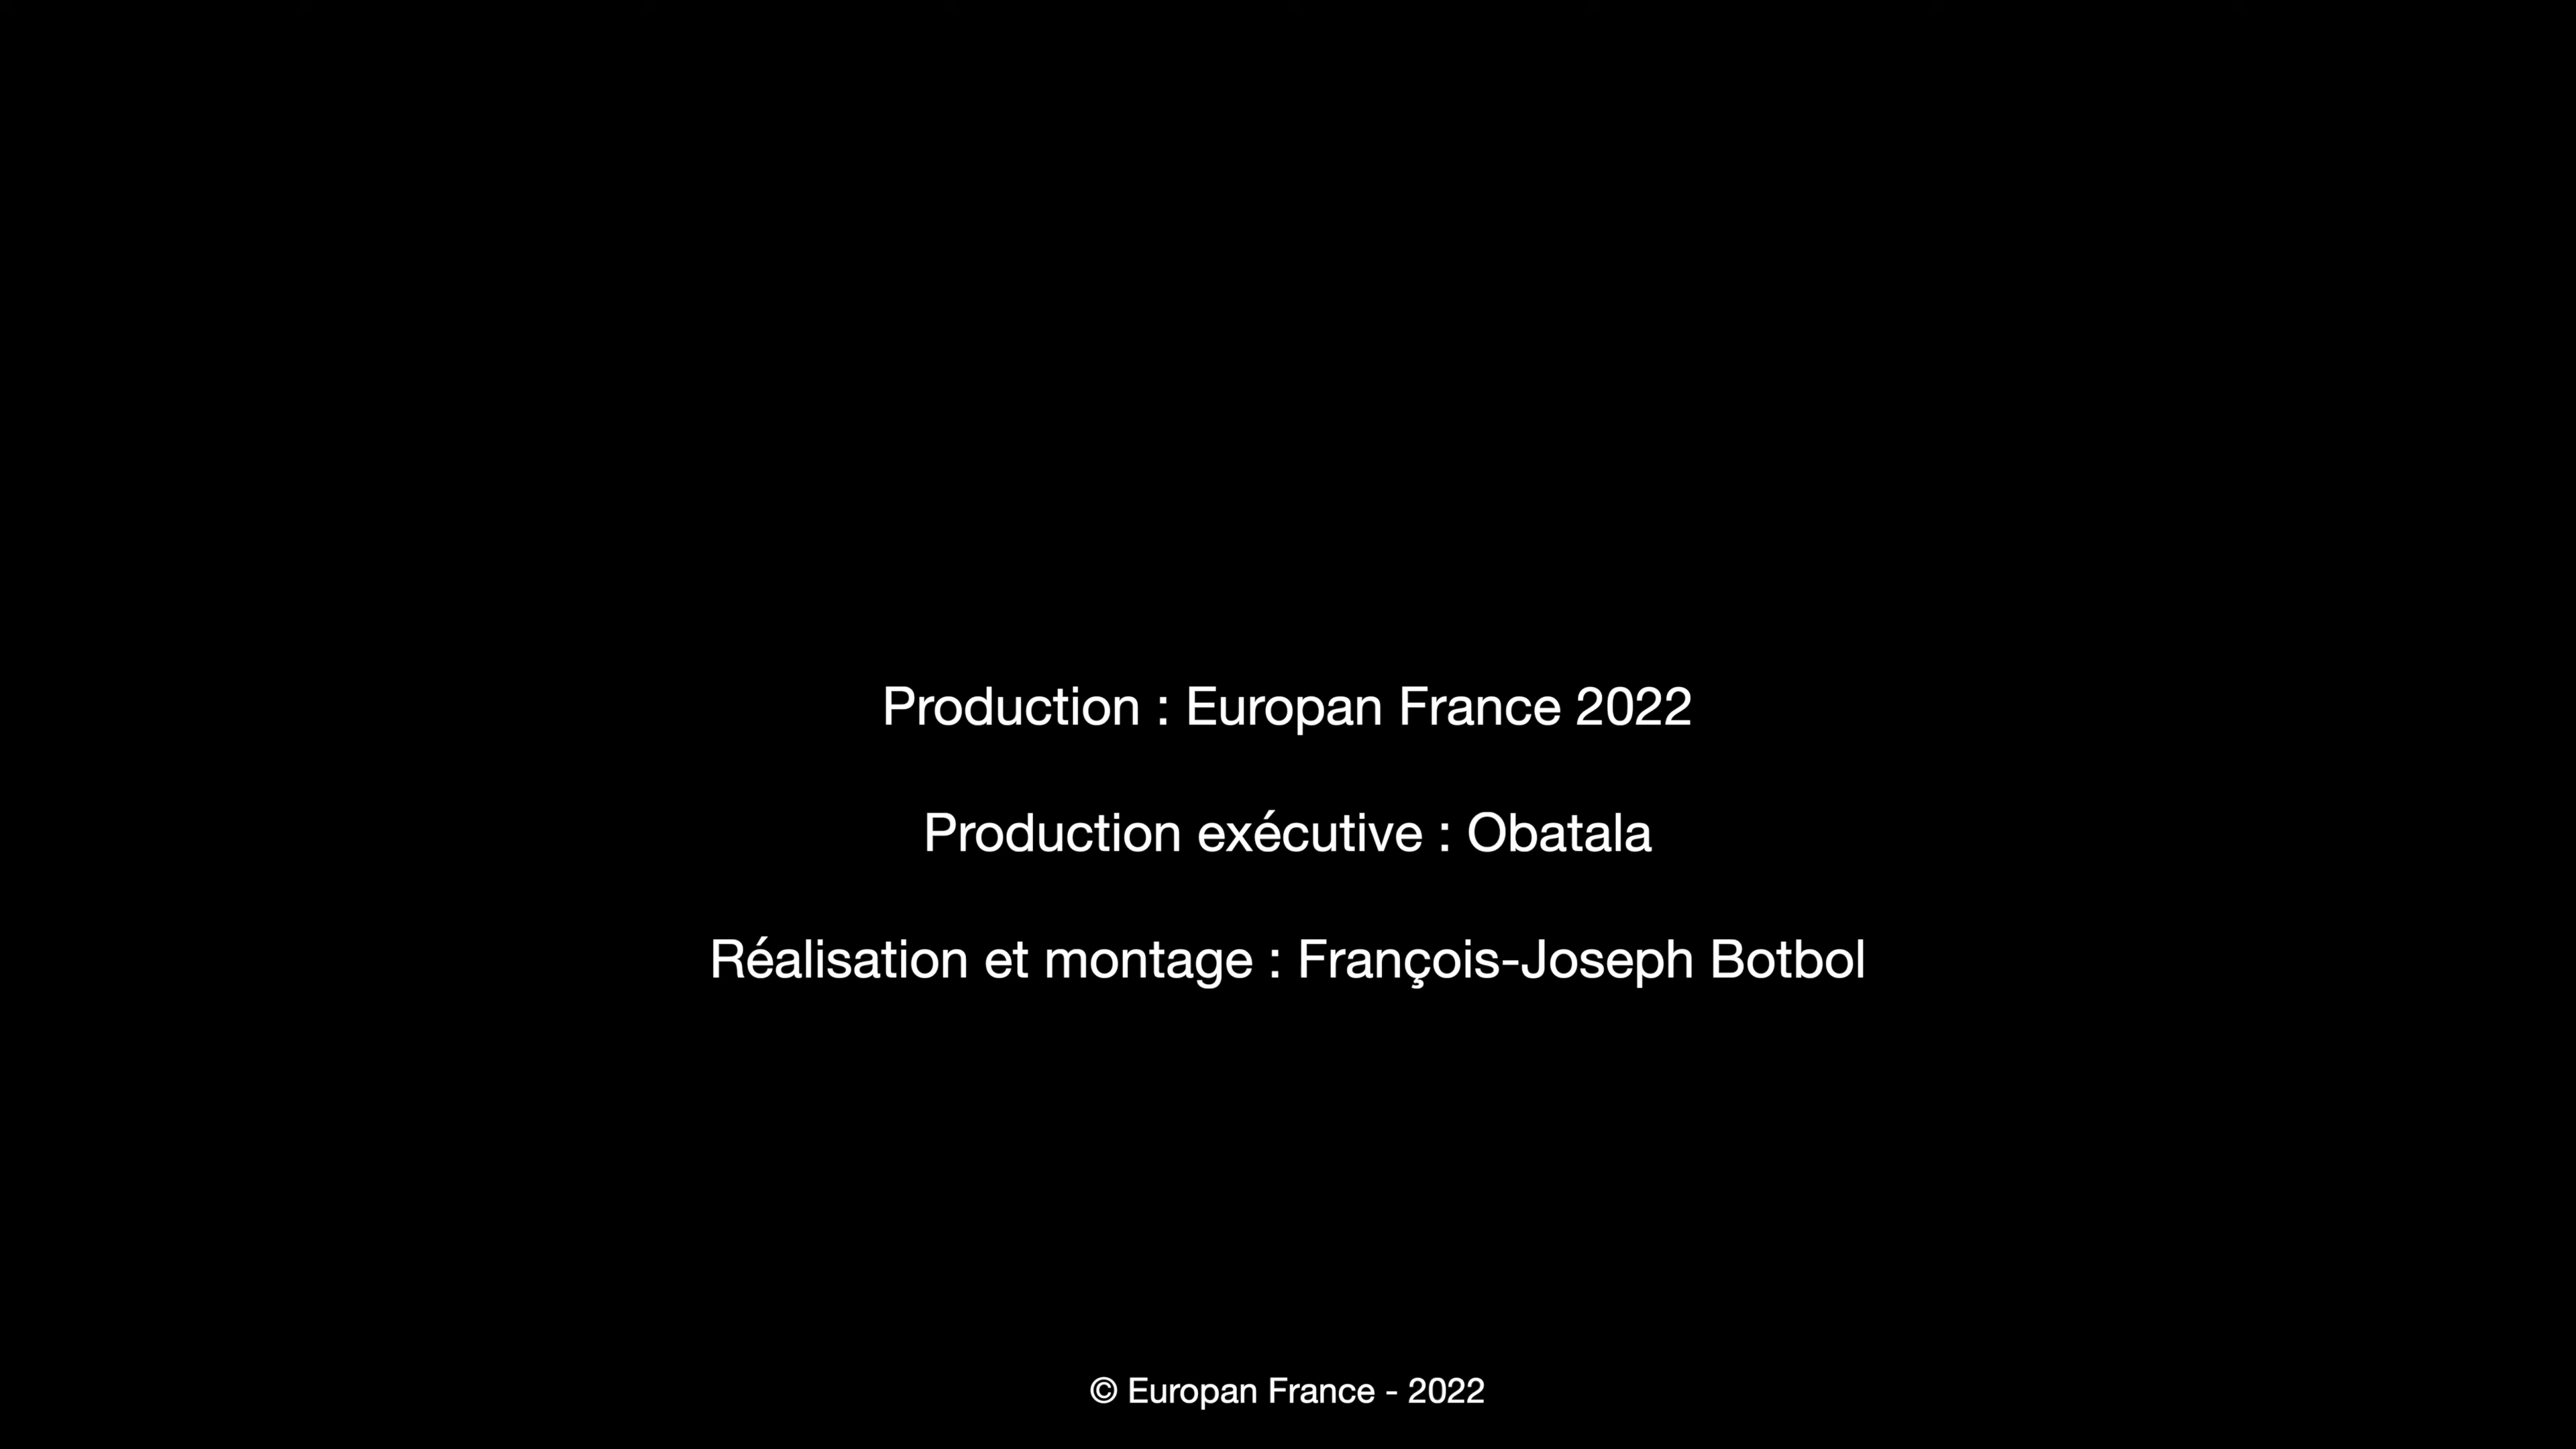 Production : Europan France 2022
Production exécutive : Obatala
Réalisation et montage : François-Joseph Botbol
© Europan France - 2022